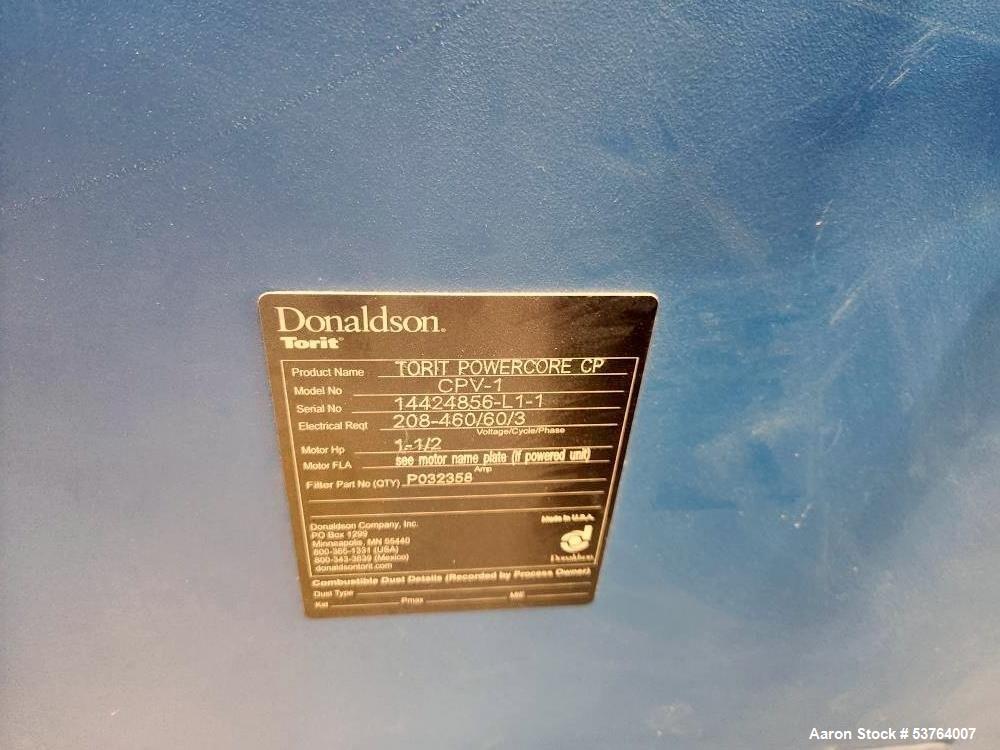 Donaldson.
Torit
Product Name TORIT POWERCORE CP
Model No CPV-1
Serial No 14424856-L1-1
Electrical Reqt 208-460/60/3
Voltage/Cycle/Phase
Motor Hp 1-1/2
Motor FLA see motor name plate (if powered unit)
Amp
Filter Part No (QTY) P032358
Donaldson Company, Inc.
PO Box 1299
Minneapolis, MN 55440
800-365-1331 (USA)
800-343-3639 (Mexico)
donaldsontorit.com
Made in U.S.A.
Donaldson
Combustible Dust Details (Recorded by Process Owner)
Dust Type
Kst Pmax MIE
Aaron Stock # 53764007